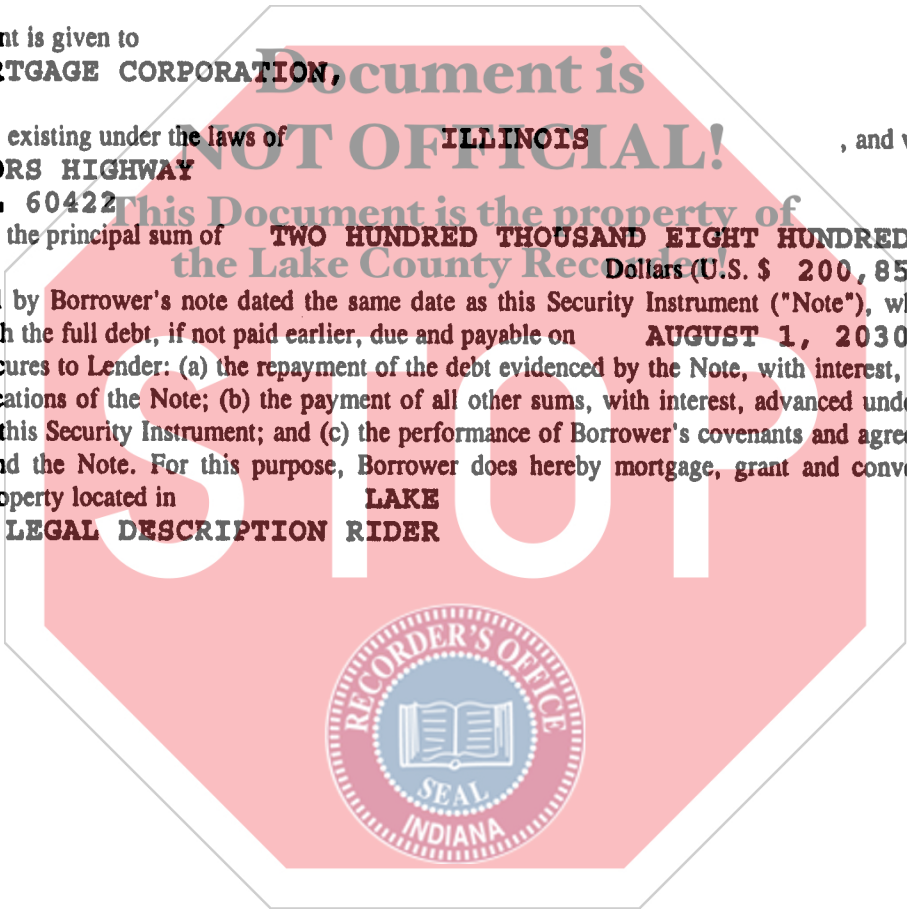 nt is given to
RTGAGE CORPORATION,
Document is
existing under the laws of ILLINOIS , and w
NOT OFFICIAL!
ORS HIGHWAY
60422
This Document is the property of
the principal sum of TWO HUNDRED THOUSAND EIGHT HUNDRED
the Lake County Recorder!
Dollars (U.S. $ 200,85
by Borrower's note dated the same date as this Security Instrument ("Note"), wh
h the full debt, if not paid earlier, due and payable on AUGUST 1, 2030
cures to Lender: (a) the repayment of the debt evidenced by the Note, with interest,
cations of the Note; (b) the payment of all other sums, with interest, advanced unde
this Security Instrument; and (c) the performance of Borrower's covenants and agree
nd the Note. For this purpose, Borrower does hereby mortgage, grant and conve
operty located in LAKE
LEGAL DESCRIPTION RIDER
STOP
RECORDER'S OFFICE
SEAL
INDIANA